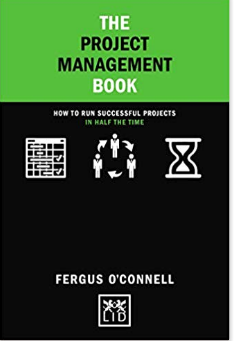 THE
PROJECT
MANAGEMENT
BOOK
HOW TO RUN SUCCESSFUL PROJECTS
IN HALF THE TIME
FERGUS O'CONNELL
LID